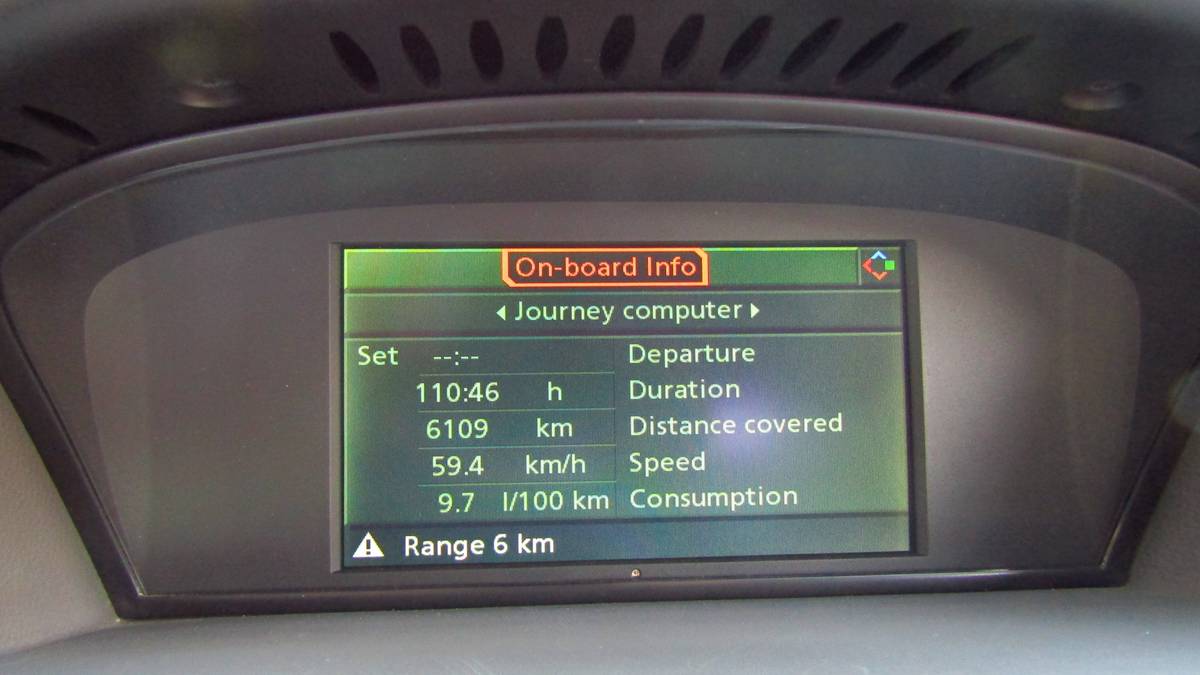 On-board Info
Journey computer
Set --:-- Departure
110:46 h Duration
6109 km Distance covered
59.4 km/h Speed
9.7 l/100 km Consumption
Range 6 km